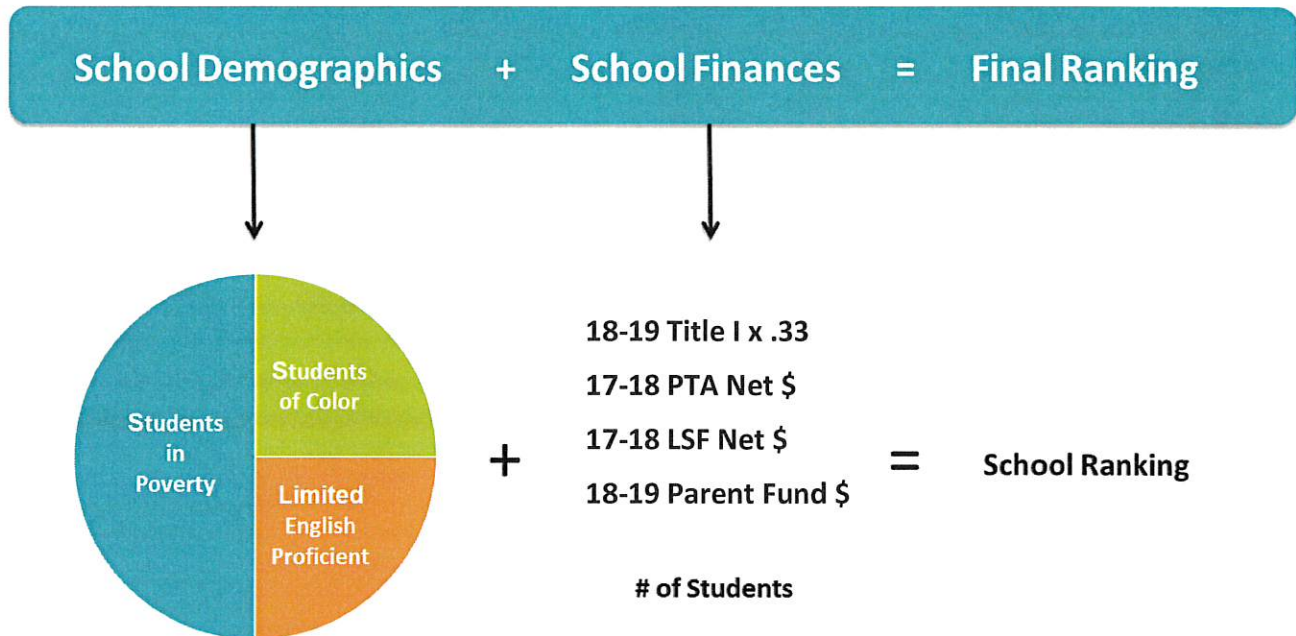 School Demographics + School Finances = Final Ranking
Students
in
Poverty
Students
of Color
Limited
English
Proficient
+
18-19 Title I x .33
17-18 PTA Net $
17-18 LSF Net $
18-19 Parent Fund $
# of Students
=
School Ranking